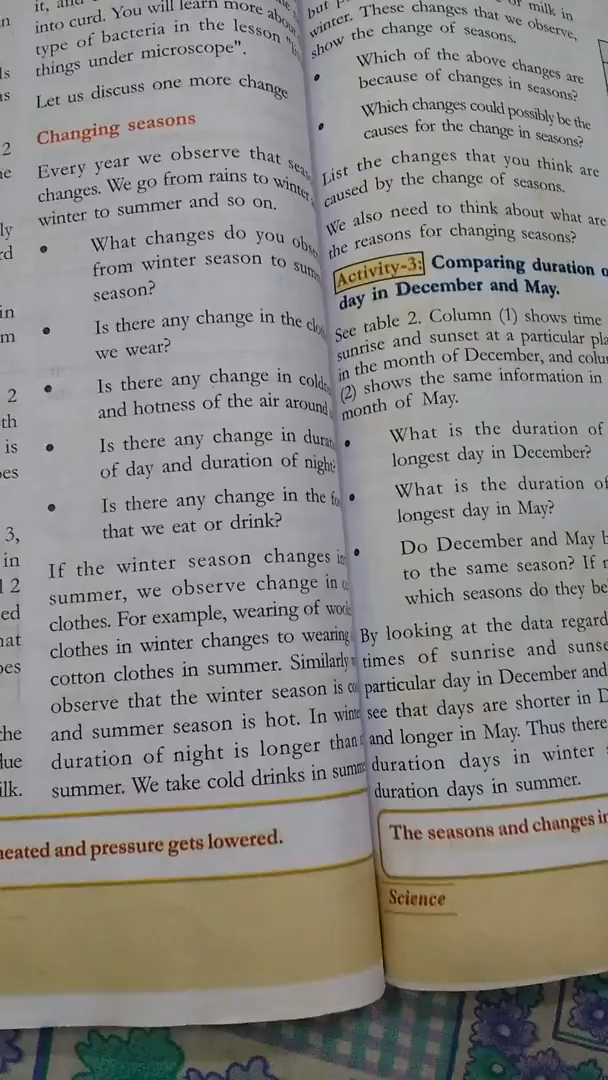 it, and
into curd. You will learn more about
type of bacteria in the lesson
things under microscope".
Let us discuss one more change
Changing seasons
Every year we observe that
changes. We go from rains to winter,
winter to summer and so on.
• What changes do you
from winter season to
season?
• Is there any change in the
we wear?
• Is there any change in
and hotness of the air around
• Is there any change in
of day and duration of night?
• Is there any change in the
that we eat or drink?
If the winter season changes
summer, we observe change in
clothes. For example, wearing of
clothes in winter changes to wearing
cotton clothes in summer. Similarly
observe that the winter season is
and summer season is hot. In
duration of night is longer than
summer. We take cold drinks in
heated and pressure gets lowered.
but
or milk in
winter. These changes that we observe,
show the change of seasons.
• Which of the above changes are
because of changes in seasons?
• Which changes could possibly be the
causes for the change in seasons?
List the changes that you think are
caused by the change of seasons.
We also need to think about what are
the reasons for changing seasons?
Activity-3: Comparing duration
day in December and May.
See table 2. Column (1) shows time
sunrise and sunset at a particular
in the month of December, and
(2) shows the same information in
month of May.
• What is the duration of
longest day in December?
• What is the duration of
longest day in May?
• Do December and May
to the same season? If
which seasons do they
By looking at the data
times of sunrise and
particular day in December and
see that days are shorter in
and longer in May. Thus there
duration days in winter
duration days in summer.
The seasons and changes
Science